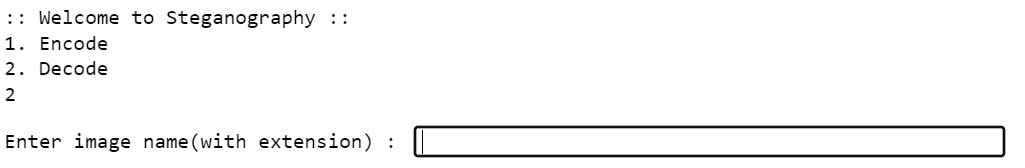 :: Welcome to Steganography ::
1. Encode
2. Decode
2
Enter image name(with extension) :